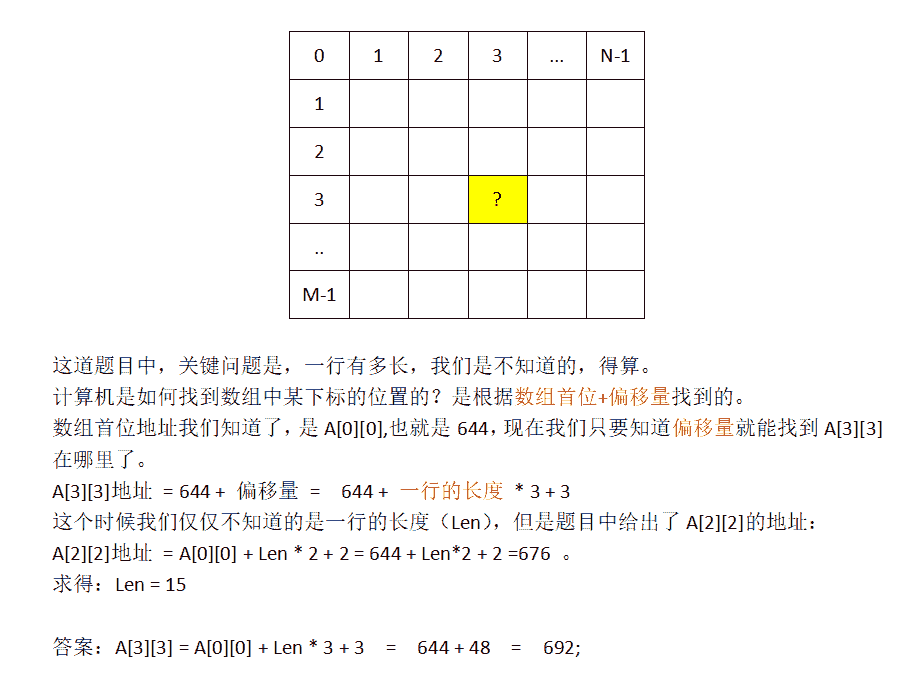 0 1 2 3 ... N-1
1
2
3 ?
..
M-1
这道题目中，关键问题是，一行有多长，我们是不知道的，得算。
计算机是如何找到数组中某下标的位置的？是根据数组首位+偏移量找到的。
数组首位地址我们知道了，是 A[0][0],也就是 644，现在我们只要知道偏移量就能找到 A[3][3]
在哪里了。
A[3][3]地址 = 644 + 偏移量 = 644 + 一行的长度 * 3 + 3
这个时候我们仅仅不知道的是一行的长度（Len），但是题目中给出了 A[2][2]的地址：
A[2][2]地址 = A[0][0] + Len * 2 + 2 = 644 + Len*2 + 2 =676 。
求得：Len = 15
答案：A[3][3] = A[0][0] + Len * 3 + 3 = 644 + 48 = 692;